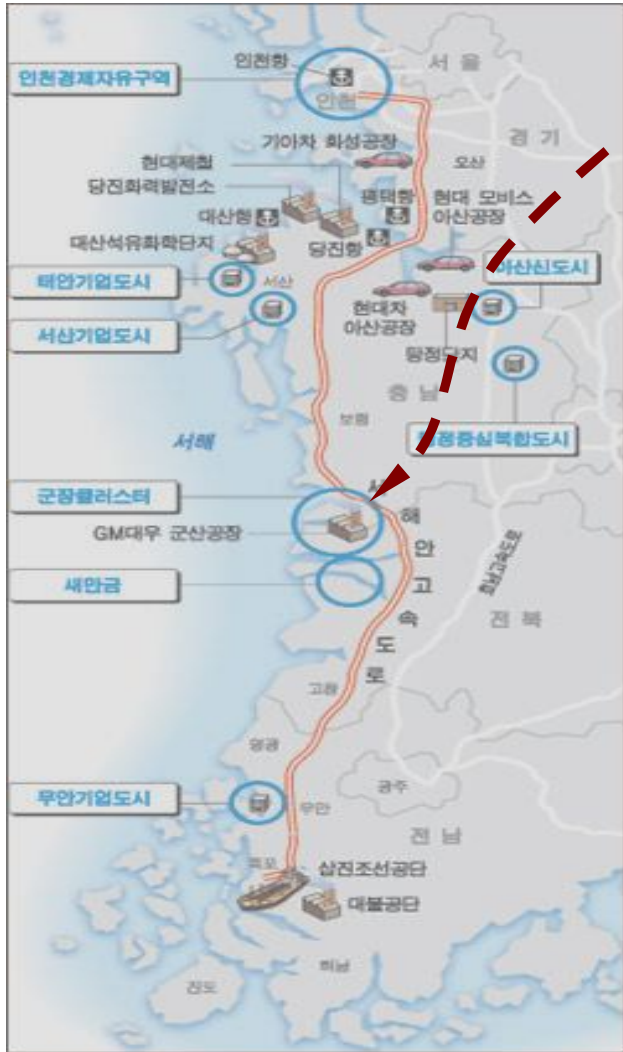 인천항
서울
인천경제자유구역
인천
경기
기아차 화성공장
현대제철
오산
당진화력발전소
평택항
현대 모비스
아산공장
대산항
대산석유화학단지
당진항
아산신도시
태안기업도시
서산
현대차
아산공장
서산기업도시
탕정단지
충남
보령
서해
중심복합도시
군장클러스터
GM대우 군산공장
서해안고속도로
호남고속도로
새만금
전북
고창
영광
무안기업도시
광주
무안
전남
목포
삼진조선공단
대불공단
해남
진도